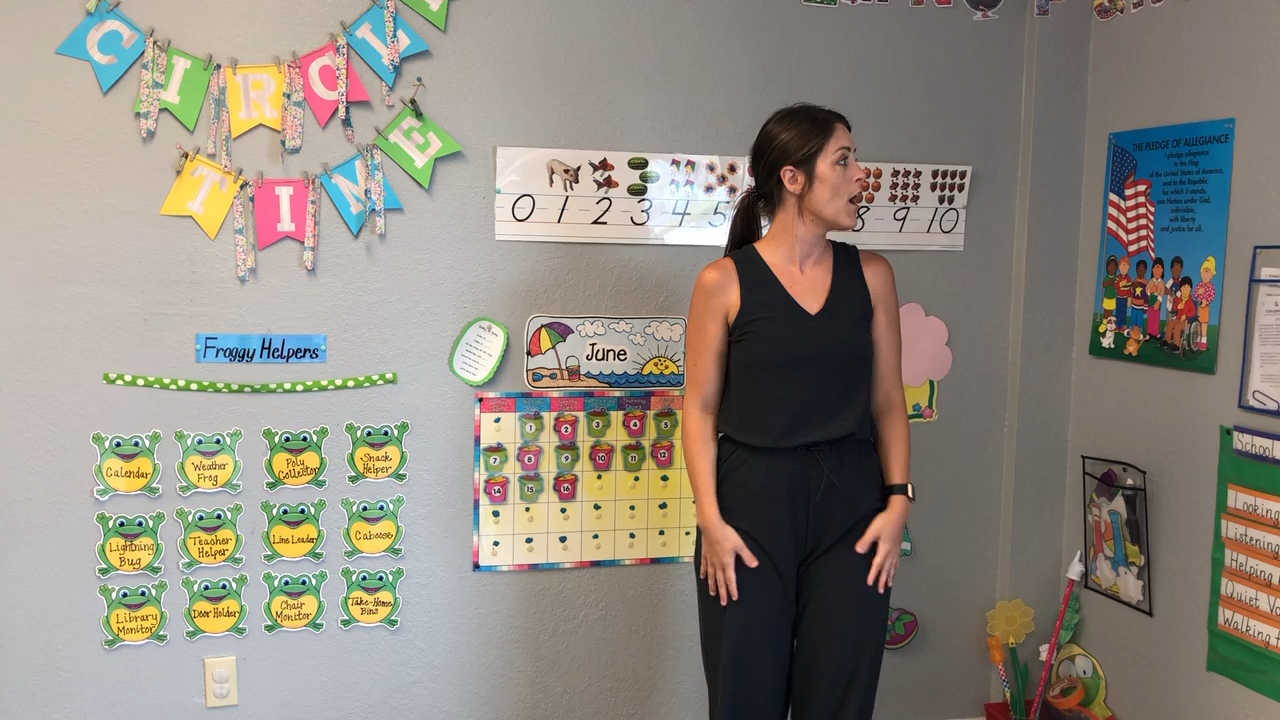 CIRCLE
TIME
0 1 2 3 4 5 8 9 10
THE PLEDGE OF ALLEGIANCE
I pledge allegiance
to the Flag
of the United States of America,
and to the Republic
for which it stands,
one Nation under God,
indivisible,
with liberty
and justice for all.
Froggy Helpers
June
1 2 3 4 5
7 8 9 10 11 12
14 15 16
Calendar
Weather Frog
Poly Collector
Snack Helper
Lightning Bug
Teacher Helper
Line Leader
Caboose
Library Monitor
Door Holder
Chair Monitor
Take-Home Bins
School
Looking
Listening
Helping
Quiet
Walking